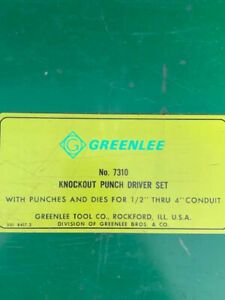 G GREENLEE
No. 7310
KNOCKOUT PUNCH DRIVER SET
WITH PUNCHES AND DIES FOR 1/2" THRU 4" CONDUIT
GREENLEE TOOL CO., ROCKFORD, ILL. U.S.A.
DIVISION OF GREENLEE BROS. & CO.